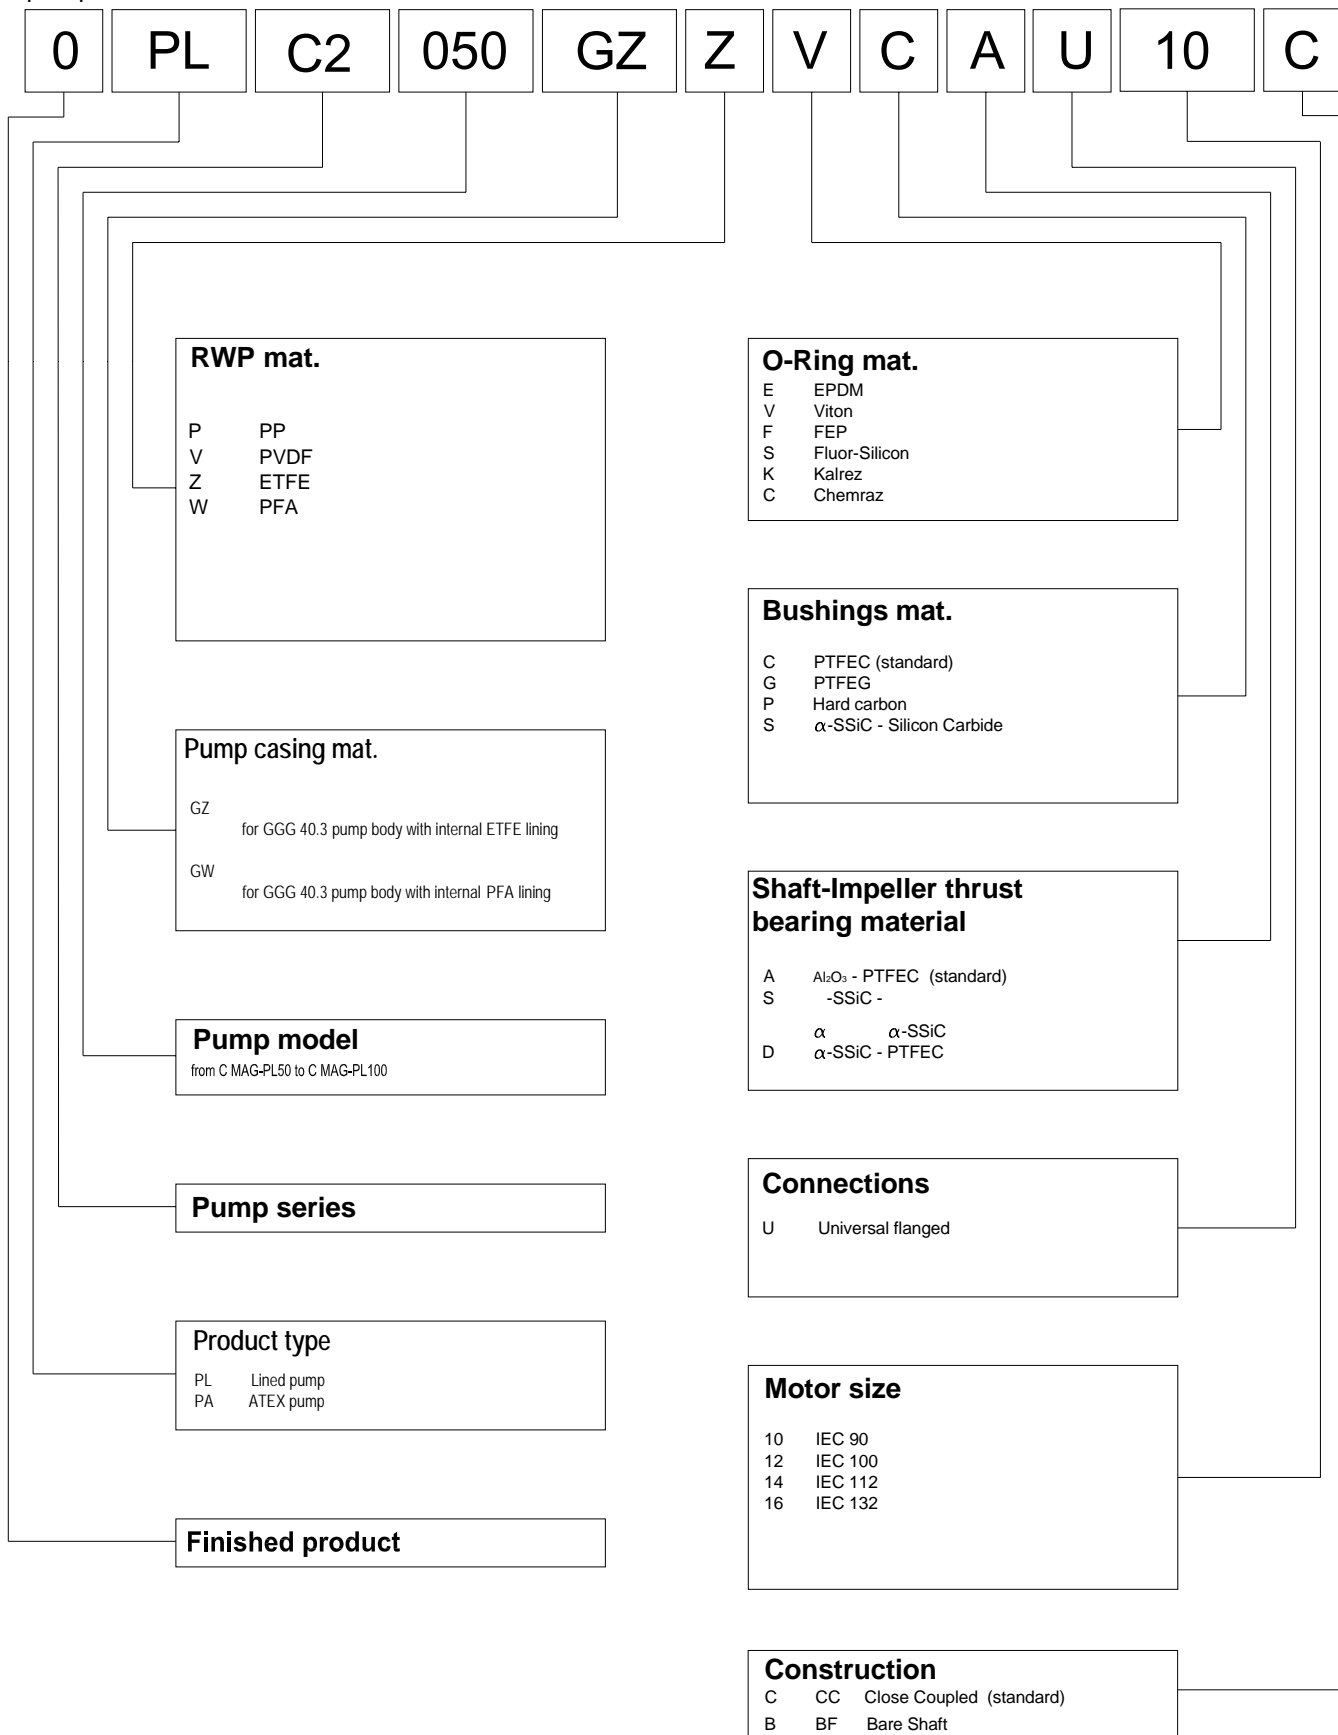 0 PL C2 050 GZ Z V C A U 10 C
RWP mat.
P PP
V PVDF
Z ETFE
W PFA
Pump casing mat.
GZ
for GGG 40.3 pump body with internal ETFE lining
GW
for GGG 40.3 pump body with internal PFA lining
Pump model
from C MAG-PL50 to C MAG-PL100
Pump series
Product type
PL Lined pump
PA ATEX pump
Finished product
O-Ring mat.
E EPDM
V Viton
F FEP
S Fluor-Silicon
K Kalrez
C Chemraz
Bushings mat.
C PTFEC (standard)
G PTFEG
P Hard carbon
S α-SSiC - Silicon Carbide
Shaft-Impeller thrust
bearing material
A Al₂O₃ - PTFEC (standard)
S -SSiC -
α α-SSiC
D α-SSiC - PTFEC
Connections
U Universal flanged
Motor size
10 IEC 90
12 IEC 100
14 IEC 112
16 IEC 132
Construction
C CC Close Coupled (standard)
B BF Bare Shaft